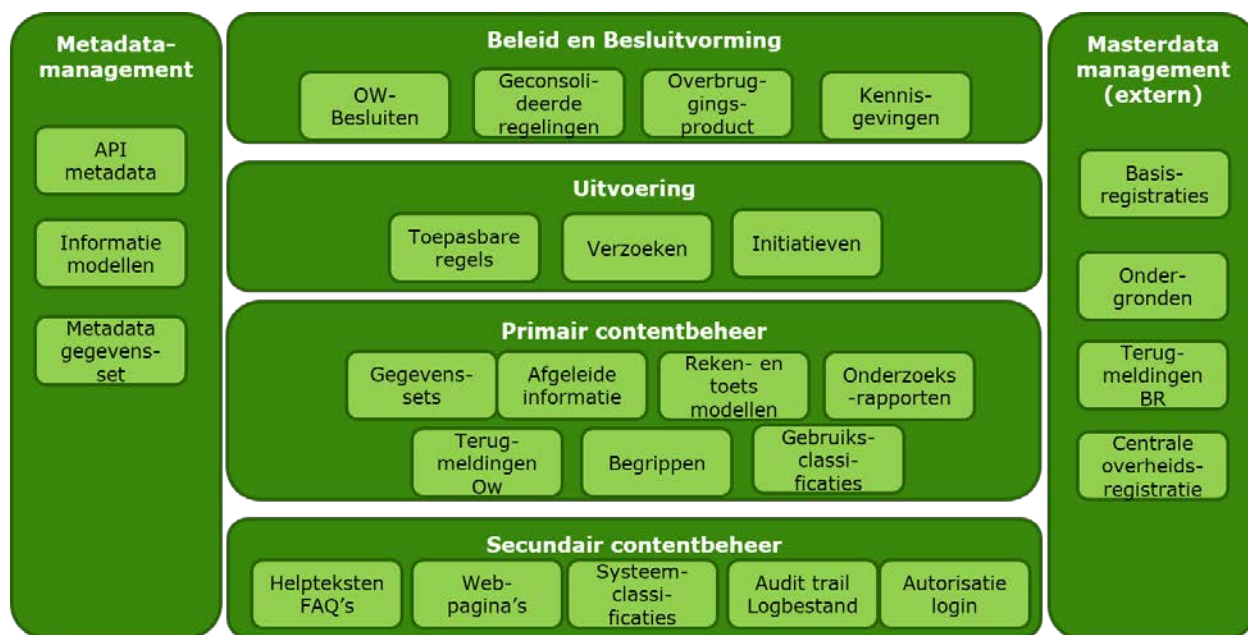 Metadata-
management
API
metadata
Informatie
modellen
Metadata
gegevens-
set
Beleid en Besluitvorming
OW-
Besluiten
Geconsoli-
deerde
regelingen
Overbrug-
gings-
product
Kennis-
gevingen
Uitvoering
Toepasbare
regels
Verzoeken
Initiatieven
Primair contentbeheer
Gegevens-
sets
Afgeleide
informatie
Reken- en
toets
modellen
Onderzoeks
-rapporten
Terug-
meldingen
Ow
Begrippen
Gebruiks-
classi-
ficaties
Secundair contentbeheer
Helpteksten
FAQ's
Web-
pagina's
Systeem-
classi-
ficaties
Audit trail
Logbestand
Autorisatie
login
Masterdata
management
(extern)
Basis-
registraties
Onder-
gronden
Terug-
meldingen
BR
Centrale
overheids-
registratie